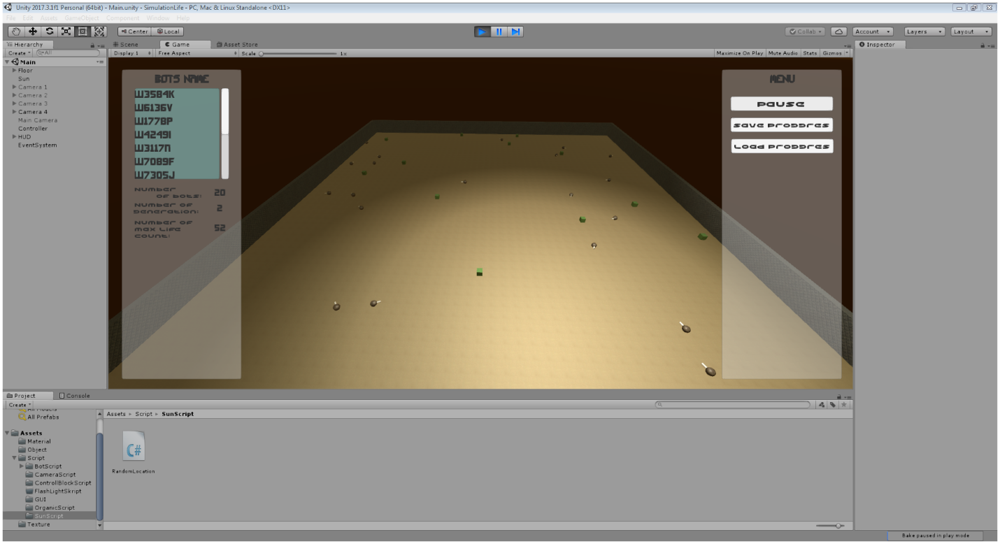 Unity 2017.3.1f1 Personal (64bit) - Main.unity - SimulationLife - PC, Mac & Linux Standalone <DX11>
File Edit Assets GameObject Component Window Help
Center Local
Collab Account Layers Layout
Hierarchy
Create All
Main
Floor
Sun
Camera 1
Camera 2
Camera 3
Camera 4
Main Camera
Controller
HUD
EventSystem
Scene Game Asset Store
Display 1 Free Aspect Scale 1x Maximize On Play Mute Audio Stats Gizmos
BOTS NAME
W3584K
W6136V
W1778P
W4249I
W3117N
W7089F
W7305J
Number
of bots: 20
Number of
generation: 2
Number of
max life 52
count:
MENU
Pause
Save Proggres
Load Proggres
Inspector
Project Console
Create
All Models
All Prefabs
Assets
Material
Object
Script
BotScript
CameraScript
ControllBlockScript
FlashLightSkript
GUI
OrganicScript
SunScript
Texture
Assets Script SunScript
C#
RandomLocation
Bake paused in play mode